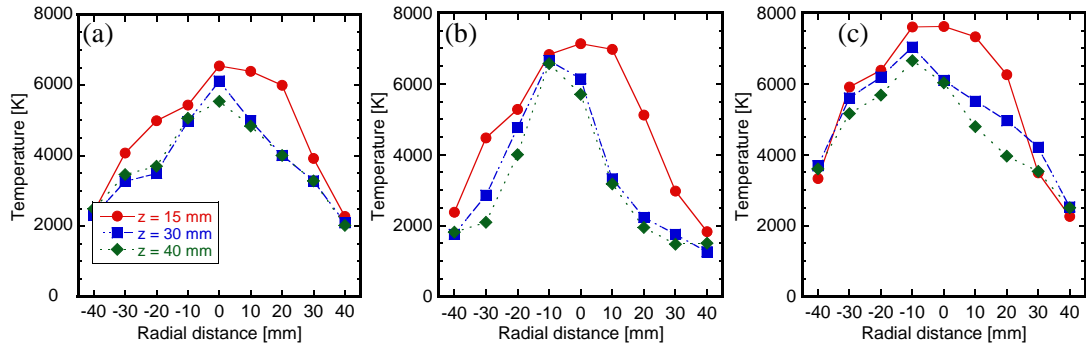 (a)
8000
6000
4000
2000
0
Temperature [K]
z = 15 mm
z = 30 mm
z = 40 mm
-40 -30 -20 -10 0 10 20 30 40
Radial distance [mm]
(b)
8000
6000
4000
2000
0
Temperature [K]
-40 -30 -20 -10 0 10 20 30 40
Radial distance [mm]
(c)
8000
6000
4000
2000
0
Temperature [K]
-40 -30 -20 -10 0 10 20 30 40
Radial distance [mm]